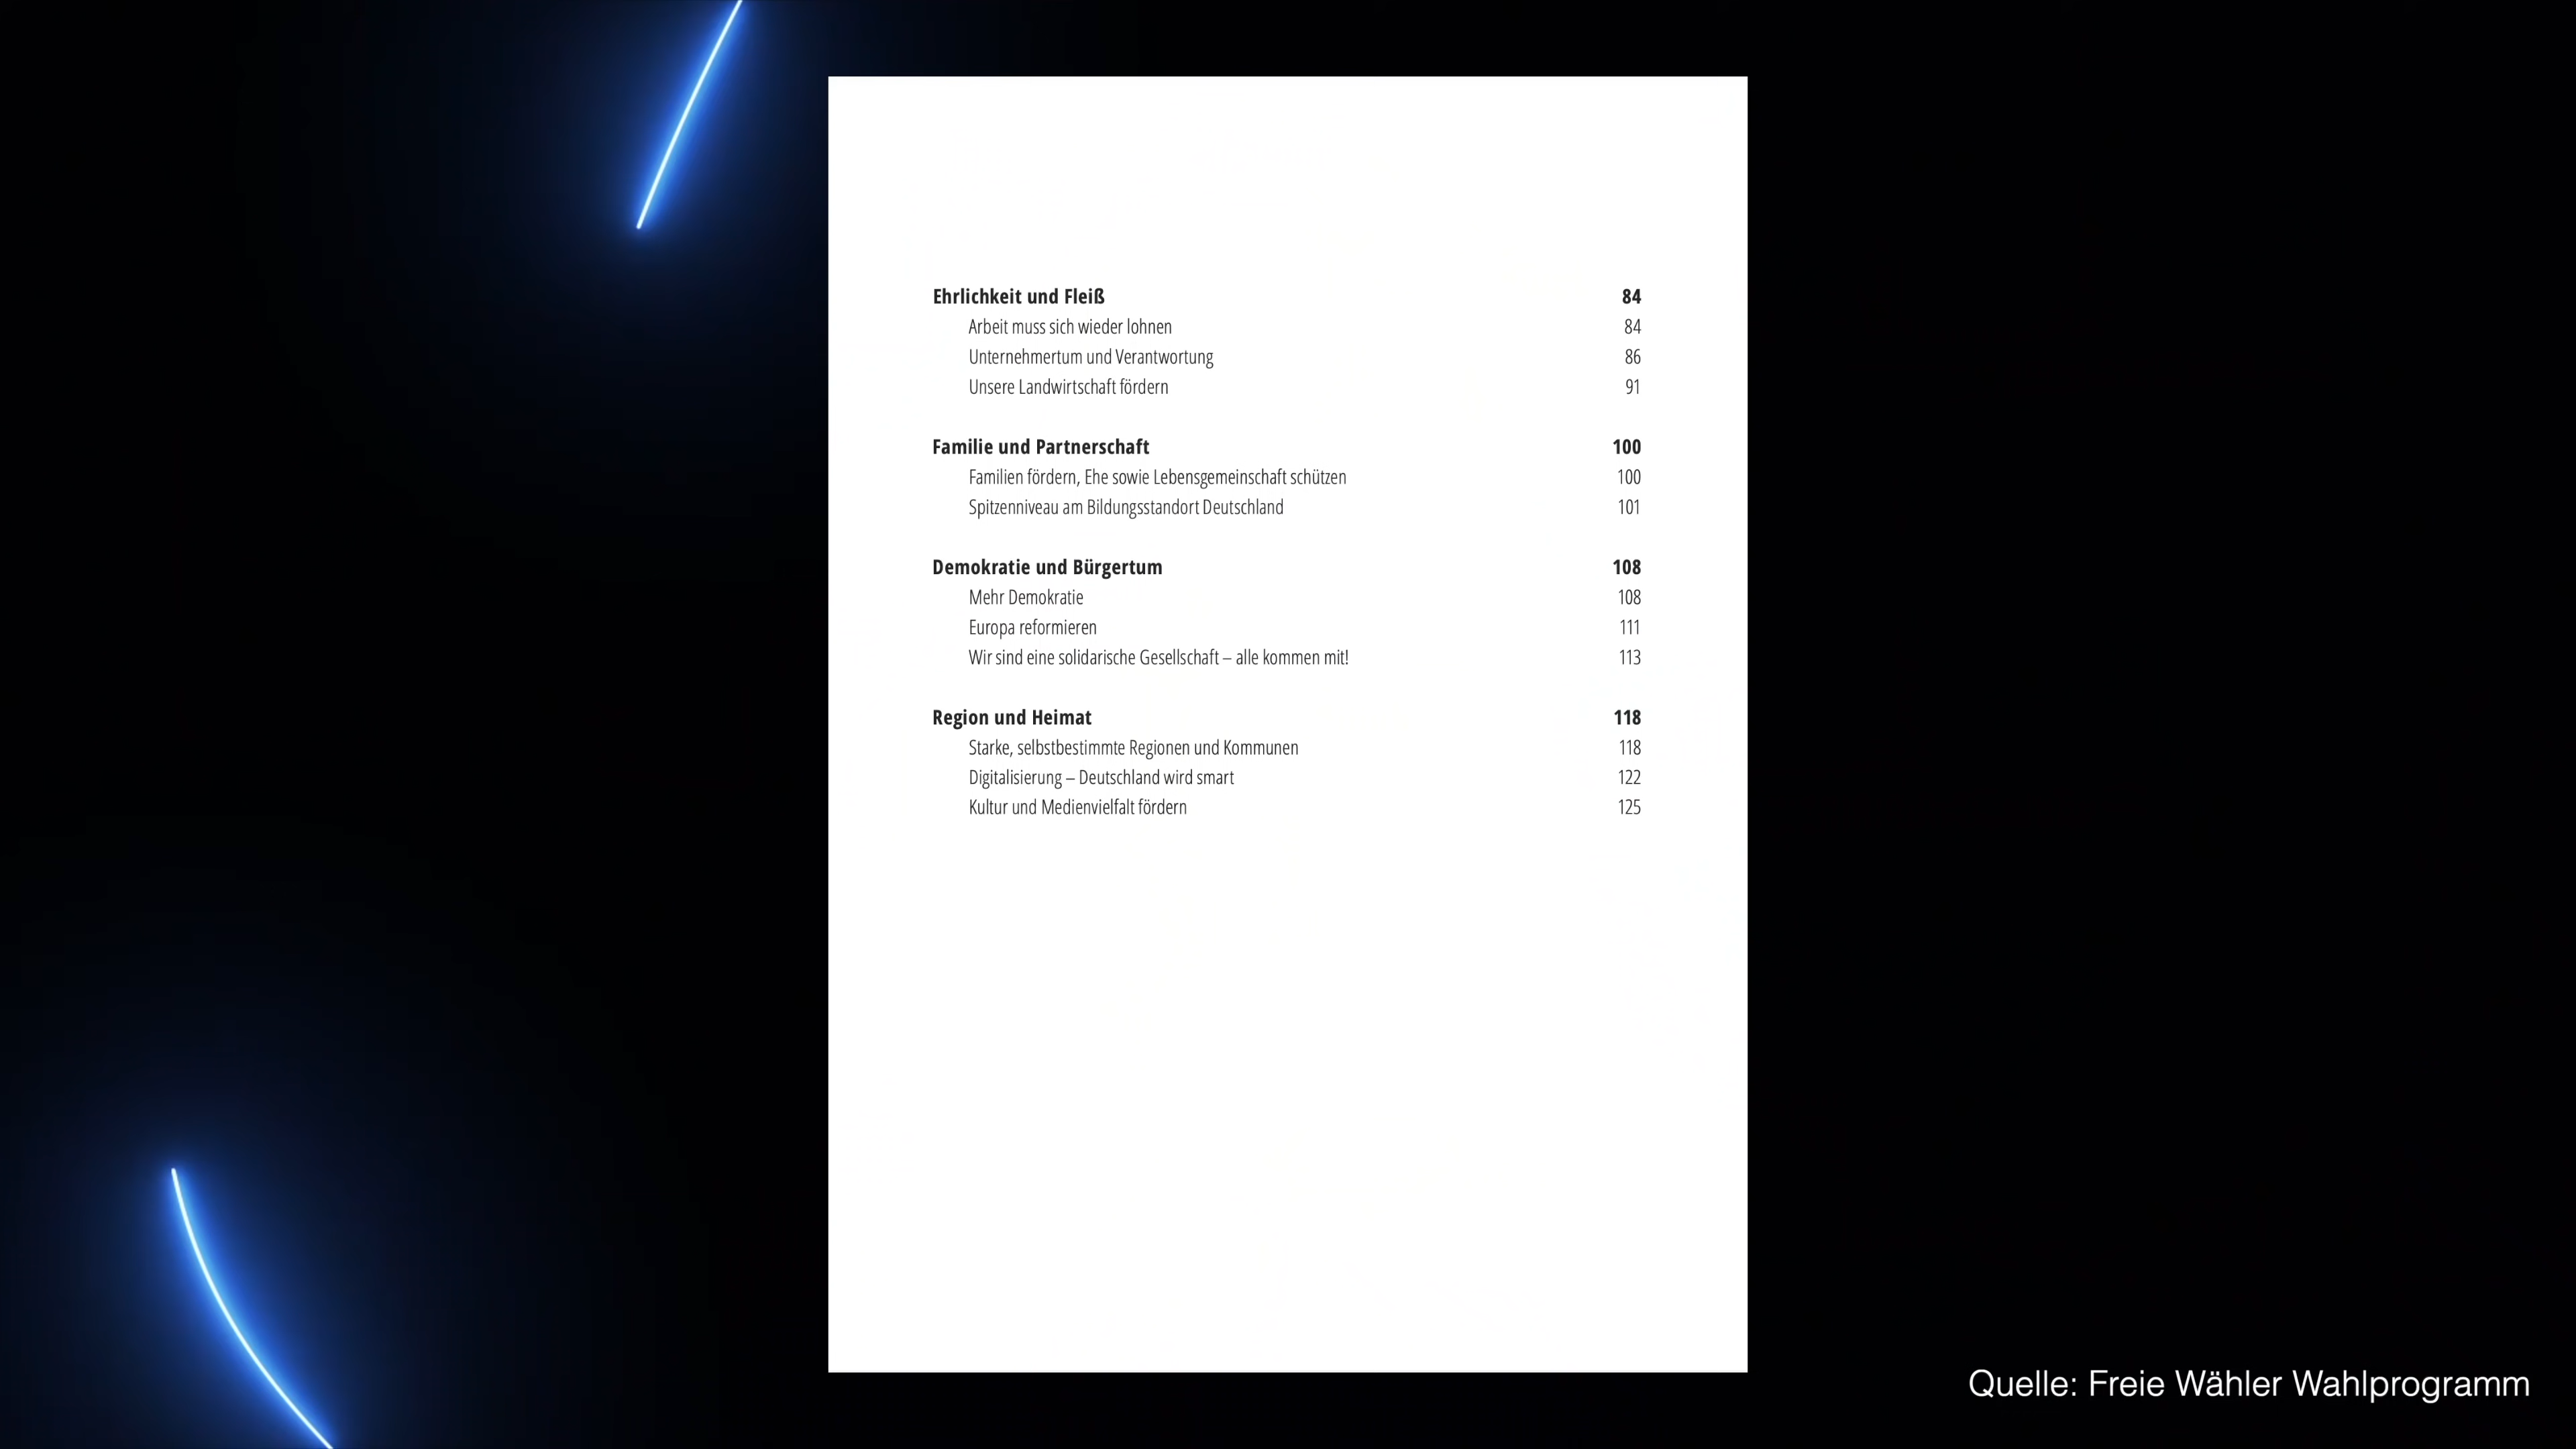 Ehrlichkeit und Fleiß 84
Arbeit muss sich wieder lohnen 84
Unternehmertum und Verantwortung 86
Unsere Landwirtschaft fördern 91
Familie und Partnerschaft 100
Familien fördern, Ehe sowie Lebensgemeinschaft schützen 100
Spitzenniveau am Bildungsstandort Deutschland 101
Demokratie und Bürgertum 108
Mehr Demokratie 108
Europa reformieren 111
Wir sind eine solidarische Gesellschaft – alle kommen mit! 113
Region und Heimat 118
Starke, selbstbestimmte Regionen und Kommunen 118
Digitalisierung – Deutschland wird smart 122
Kultur und Medienvielfalt fördern 125
Quelle: Freie Wähler Wahlprogramm